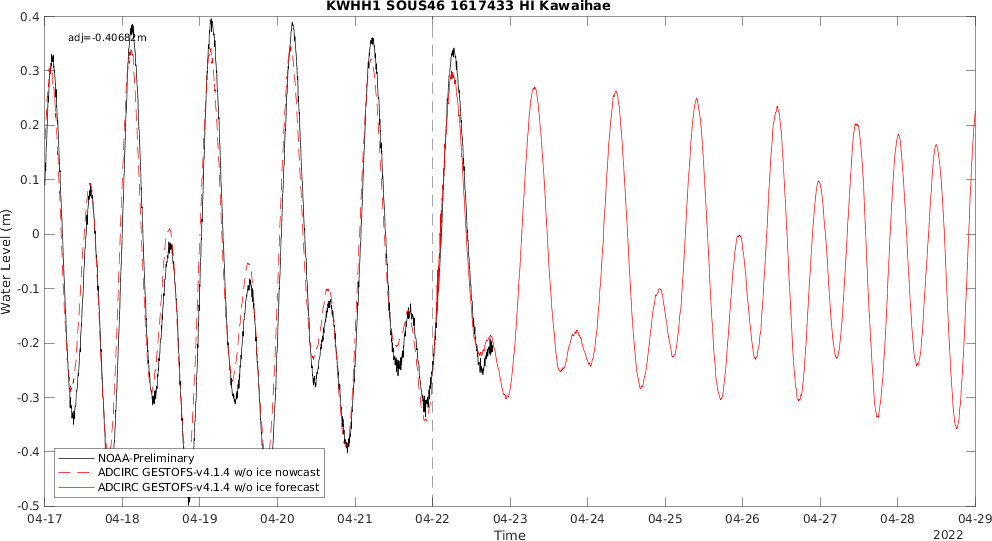 KWHH1 SOUS46 1617433 HI Kawaihae
adj=-0.40682m
0.4
0.3
0.2
0.1
0
-0.1
-0.2
-0.3
-0.4
-0.5
Water Level (m)
NOAA-Preliminary
ADCIRC GESTOFS-v4.1.4 w/o ice nowcast
ADCIRC GESTOFS-v4.1.4 w/o ice forecast
04-17 04-18 04-19 04-20 04-21 04-22 04-23 04-24 04-25 04-26 04-27 04-28 04-29
Time
2022